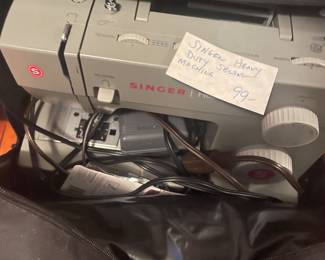 SINGER HEAVY
DUTY SEWING
MACHINE
99-
SINGER
S